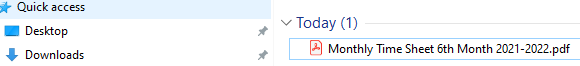 Quick access
Desktop
Downloads
Today (1)
Monthly Time Sheet 6th Month 2021-2022.pdf